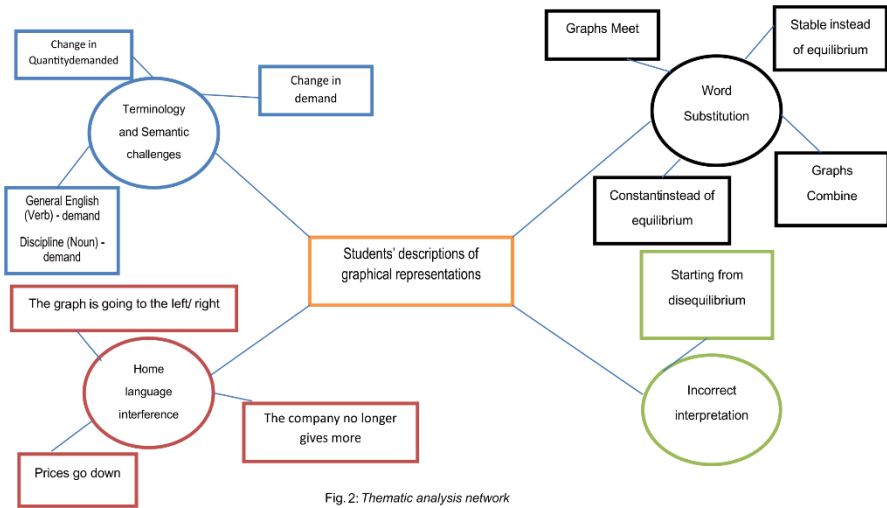 Change in
Quantitydemanded
Change in
demand
Terminology
and Semantic
challenges
General English
(Verb) - demand
Discipline (Noun) -
demand
Graphs Meet
Stable instead
of equilibrium
Word
Substitution
Constantinstead of
equilibrium
Graphs
Combine
Students’ descriptions of
graphical representations
The graph is going to the left/ right
Home
language
interference
The company no longer
gives more
Prices go down
Starting from
disequilibrium
Incorrect
interpretation
Fig. 2: Thematic analysis network